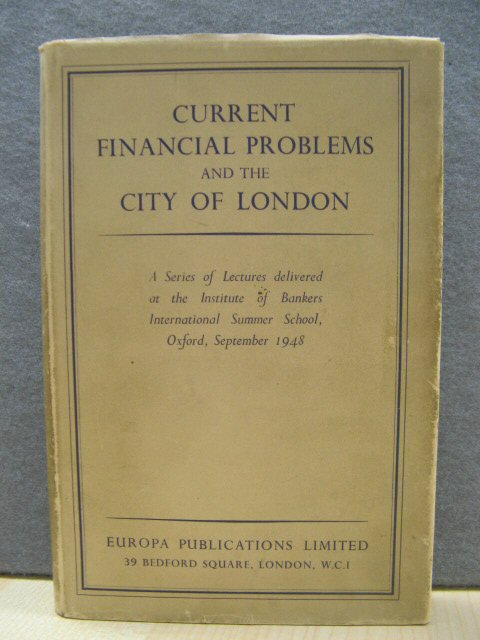 CURRENT
FINANCIAL PROBLEMS
AND THE
CITY OF LONDON
A Series of Lectures delivered
at the Institute of Bankers
International Summer School,
Oxford, September 1948
EUROPA PUBLICATIONS LIMITED
39 BEDFORD SQUARE, LONDON, W.C.1